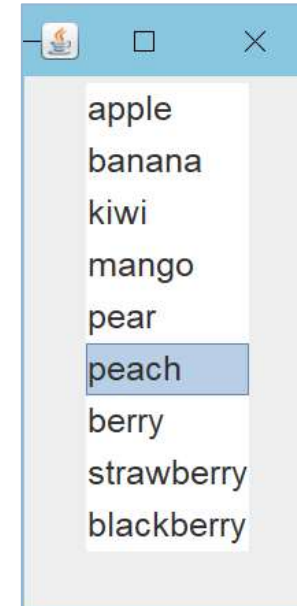 apple
banana
kiwi
mango
pear
peach
berry
strawberry
blackberry